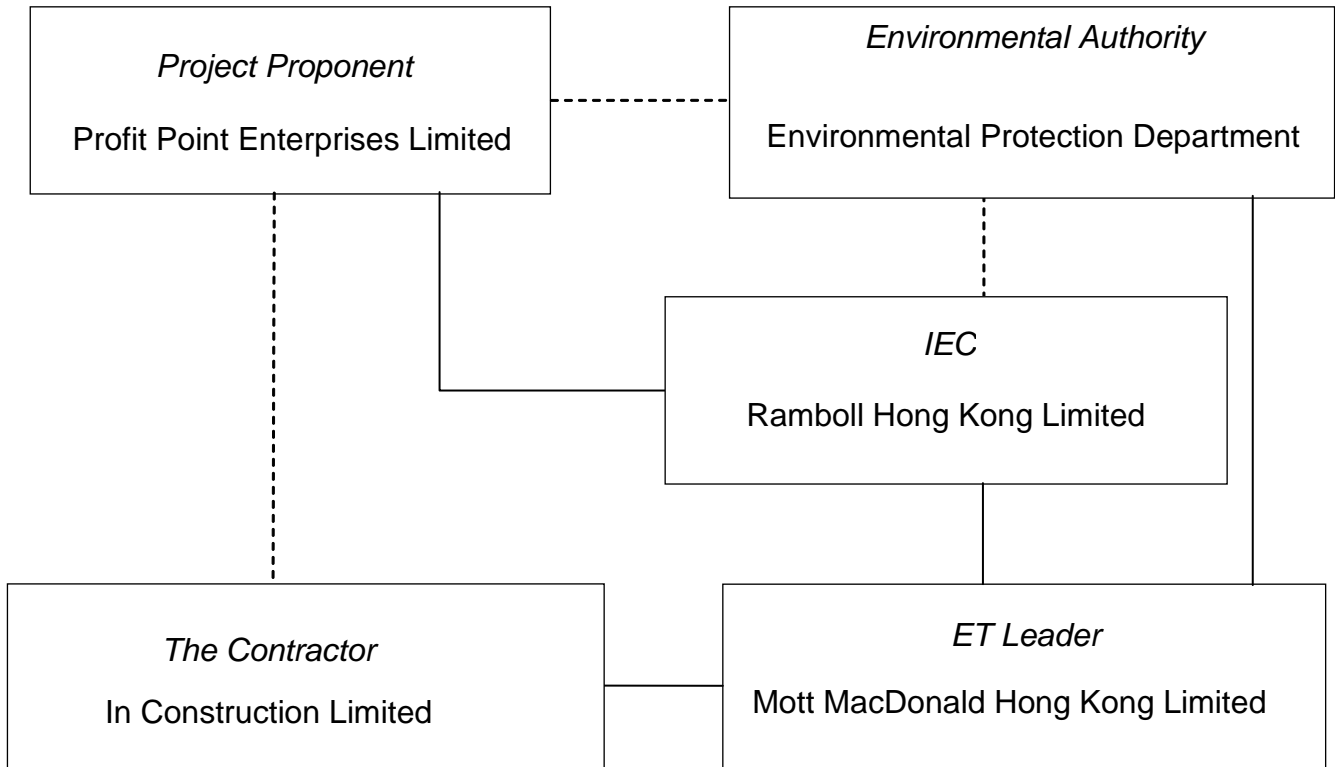 Project Proponent
Profit Point Enterprises Limited
Environmental Authority
Environmental Protection Department
IEC
Ramboll Hong Kong Limited
The Contractor
In Construction Limited
ET Leader
Mott MacDonald Hong Kong Limited